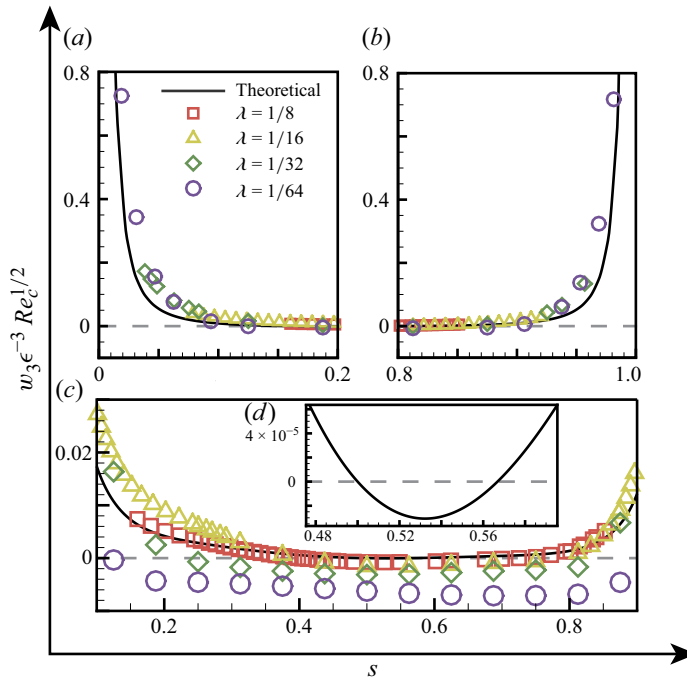 (a)
(b)
0.8
0.8
Theoretical
λ = 1/8
λ = 1/16
λ = 1/32
λ = 1/64
0.4
0.4
0
0
0
0.2
0.8
1.0
w₃ϵ⁻³ Re_c^{1/2}
(c)
(d)
4 × 10⁻⁵
0.02
0
0
0.48
0.52
0.56
0.2
0.4
0.6
0.8
s